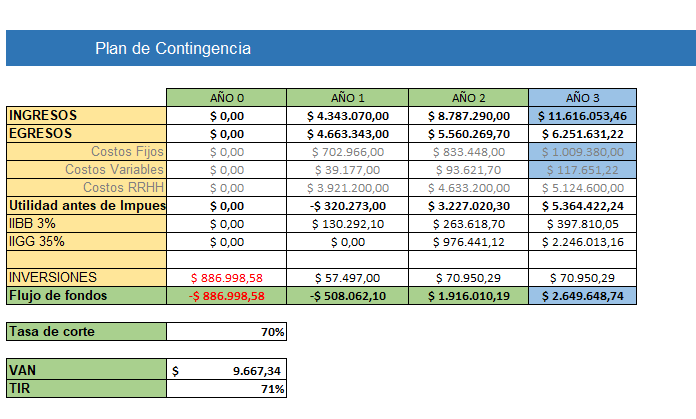 Plan de Contingencia
AÑO 0 AÑO 1 AÑO 2 AÑO 3
INGRESOS $ 0,00 $ 4.343.070,00 $ 8.787.290,00 $ 11.616.053,46
EGRESOS $ 0,00 $ 4.663.343,00 $ 5.560.269,70 $ 6.251.631,22
Costos Fijos $ 0,00 $ 702.966,00 $ 833.448,00 $ 1.009.380,00
Costos Variables $ 0,00 $ 39.177,00 $ 93.621,70 $ 117.651,22
Costos RRHH $ 0,00 $ 3.921.200,00 $ 4.633.200,00 $ 5.124.600,00
Utilidad antes de Impues $ 0,00 -$ 320.273,00 $ 3.227.020,30 $ 5.364.422,24
IIBB 3% $ 0,00 $ 130.292,10 $ 263.618,70 $ 397.810,05
IIGG 35% $ 0,00 $ 0,00 $ 976.441,12 $ 2.246.013,16
INVERSIONES $ 886.998,58 $ 57.497,00 $ 70.950,29 $ 70.950,29
Flujo de fondos -$ 886.998,58 -$ 508.062,10 $ 1.916.010,19 $ 2.649.648,74
Tasa de corte 70%
VAN $ 9.667,34
TIR 71%